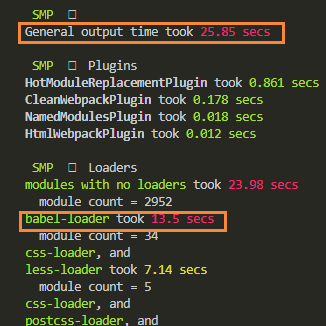 SMP
General output time took 25.85 secs
SMP Plugins
HotModuleReplacementPlugin took 0.861 secs
CleanWebpackPlugin took 0.178 secs
NamedModulesPlugin took 0.018 secs
HtmlWebpackPlugin took 0.012 secs
SMP Loaders
modules with no loaders took 23.98 secs
module count = 2952
babel-loader took 13.5 secs
module count = 34
css-loader, and
less-loader took 7.14 secs
module count = 5
css-loader, and
postcss-loader, and